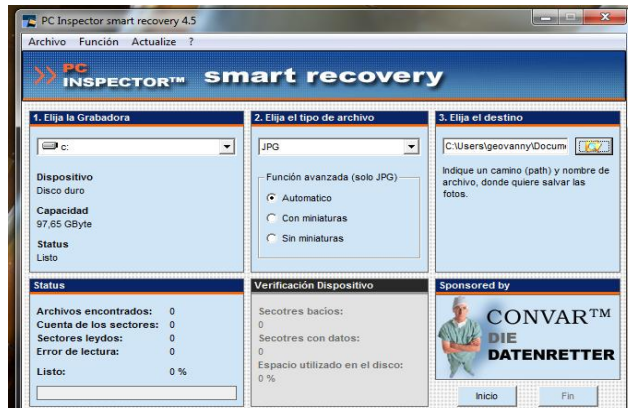 PC Inspector smart recovery 4.5
Archivo Función Actualize ?
PC INSPECTOR™ smart recovery
1. Elija la Grabadora
c:
Dispositivo
Disco duro
Capacidad
97,65 GByte
Status
Listo
2. Elija el tipo de archivo
JPG
Función avanzada (solo JPG)
Automatico
Con miniaturas
Sin miniaturas
3. Elija el destino
C:\Users\geovanny\Docum
Indique un camino (path) y nombre de
archivo, donde quiere salvar las
fotos.
Status
Archivos encontrados: 0
Cuenta de los sectores: 0
Sectores leydos: 0
Error de lectura: 0
Listo: 0 %
Verificación Dispositivo
Secotres bacios:
0
Secotres con datos:
0
Espacio utilizado en el disco:
0 %
Sponsored by
CONVAR™
DIE
DATENRETTER
Inicio
Fin